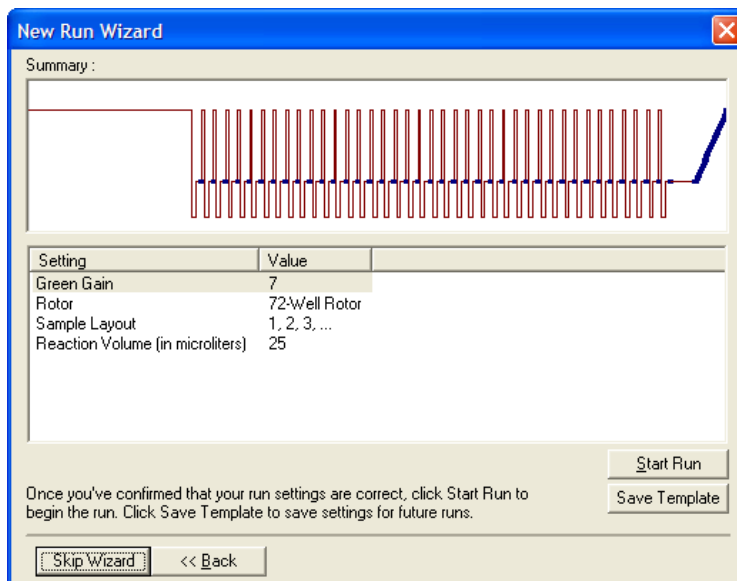 New Run Wizard
Summary :
Setting Value
Green Gain 7
Rotor 72-Well Rotor
Sample Layout 1, 2, 3, ...
Reaction Volume (in microliters) 25
Start Run
Once you've confirmed that your run settings are correct, click Start Run to
begin the run. Click Save Template to save settings for future runs.
Save Template
Skip Wizard << Back